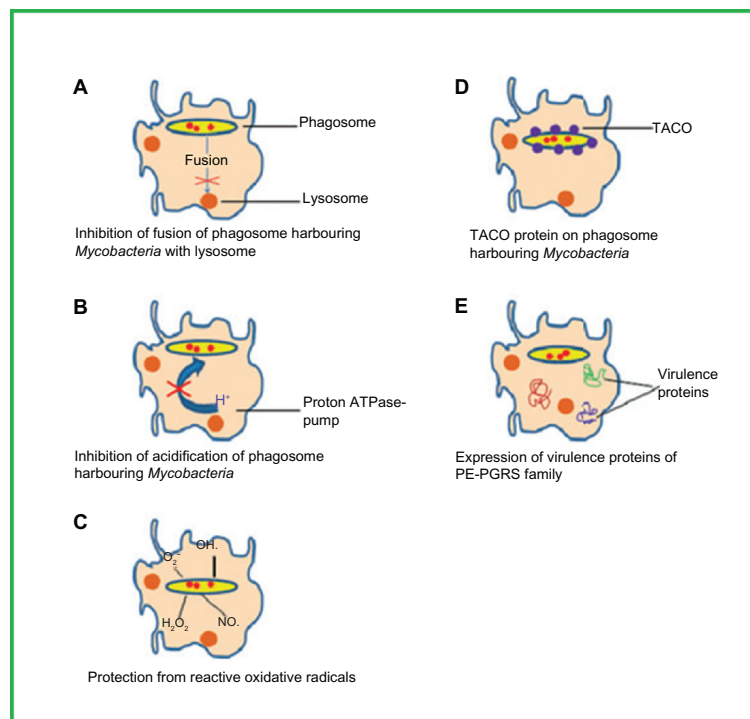 A
Phagosome
Fusion
Lysosome
Inhibition of fusion of phagosome harbouring
Mycobacteria with lysosome
B
H⁺
Proton ATPase-
pump
Inhibition of acidification of phagosome
harbouring Mycobacteria
C
O₂⁻
OH.
H₂O₂
NO.
Protection from reactive oxidative radicals
D
TACO
TACO protein on phagosome
harbouring Mycobacteria
E
Virulence
proteins
Expression of virulence proteins of
PE-PGRS family